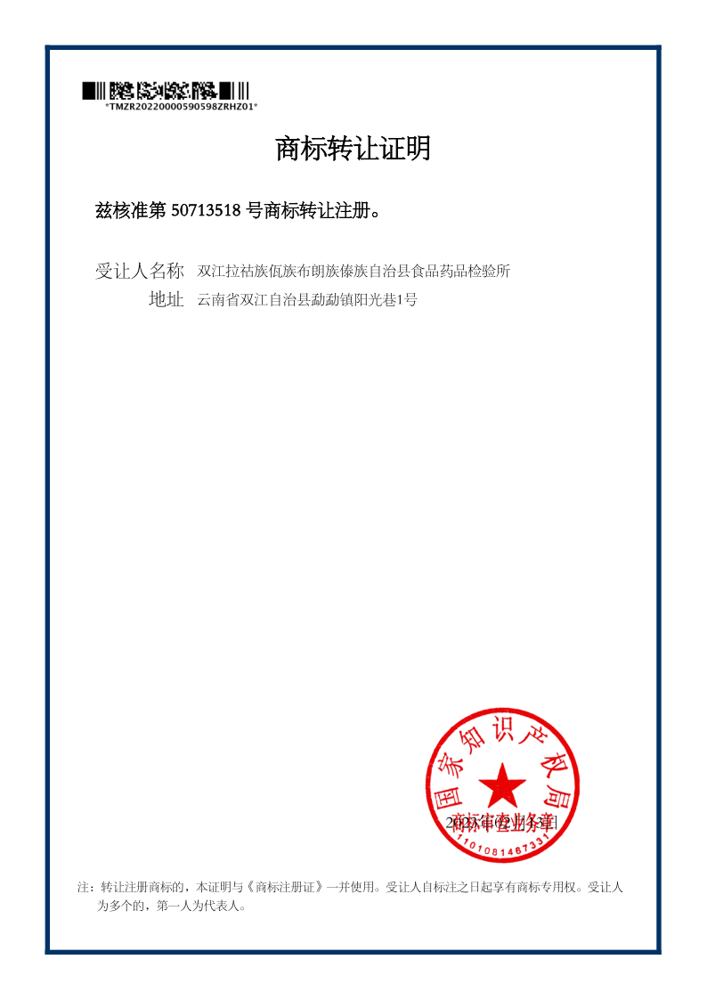 *TMZR20220000590598ZRHZ01*
商标转让证明
兹核准第 50713518 号商标转让注册。
受让人名称 双江拉祜族佤族布朗族傣族自治县食品药品检验所
地址 云南省双江自治县勐勐镇阳光巷1号
国家知识产权局
2023年02月13日
商标审查业务章
1101081467331
注：转让注册商标的，本证明与《商标注册证》一并使用。受让人自标注之日起享有商标专用权。受让人
为多个的，第一人为代表人。